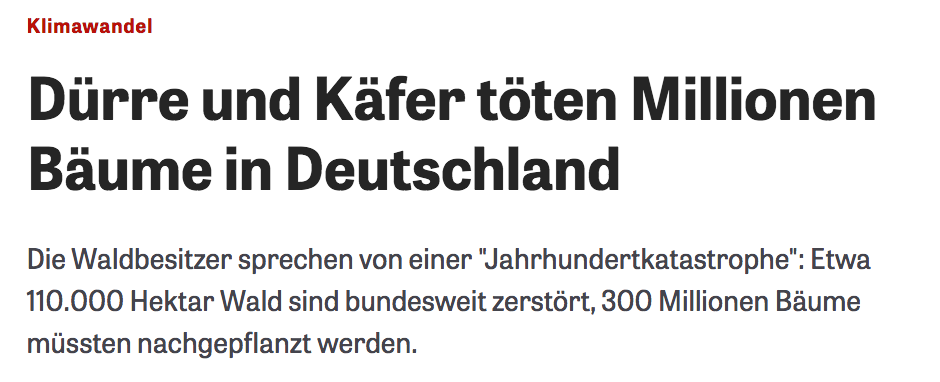 Klimawandel
Dürre und Käfer töten Millionen
Bäume in Deutschland
Die Waldbesitzer sprechen von einer "Jahrhundertkatastrophe": Etwa
110.000 Hektar Wald sind bundesweit zerstört, 300 Millionen Bäume
müssten nachgepflanzt werden.